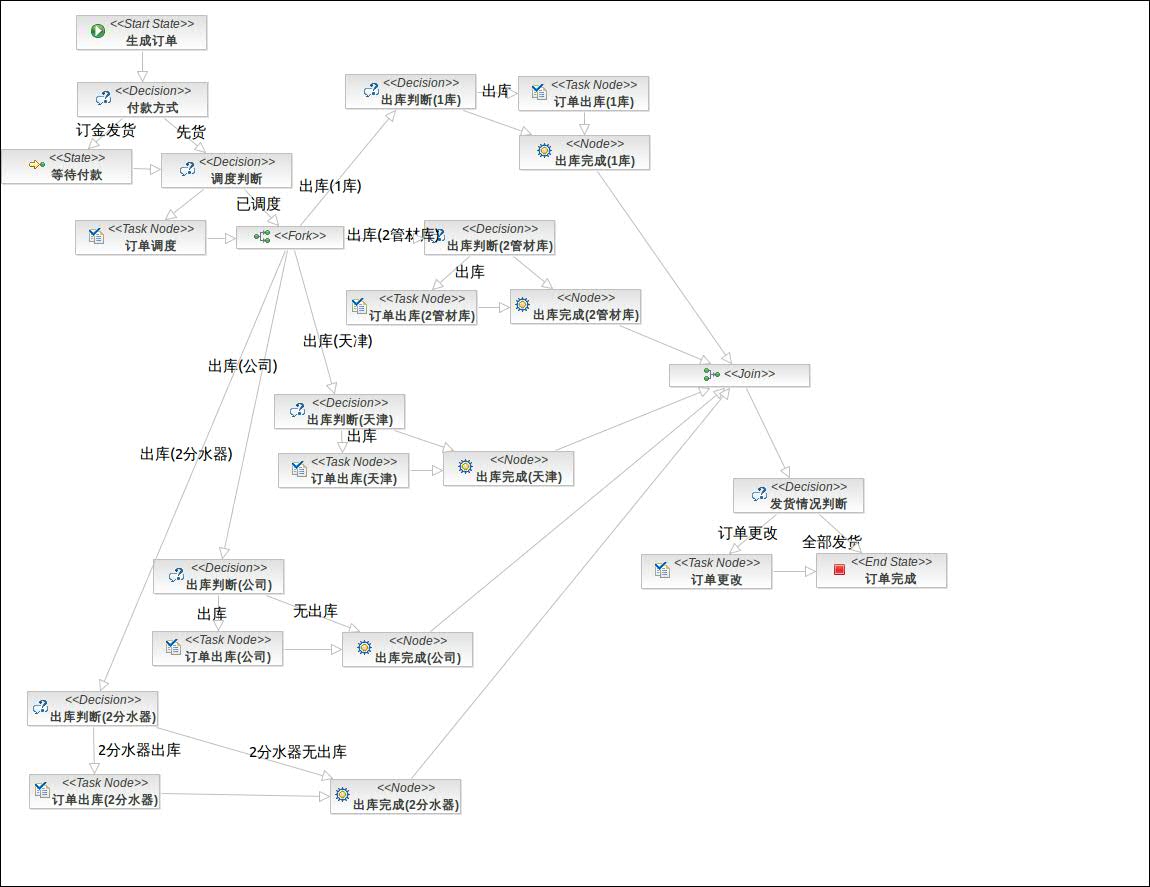 <<Start State>>
生成订单
<<Decision>>
付款方式
订金发货
先货
<<State>>
等待付款
<<Decision>>
调度判断
已调度
<<Task Node>>
订单调度
<<Fork>>
出库(1库)
<<Decision>>
出库判断(1库)
出库
<<Task Node>>
订单出库(1库)
<<Node>>
出库完成(1库)
出库(2管材库)
<<Decision>>
出库判断(2管材库)
出库
<<Task Node>>
订单出库(2管材库)
<<Node>>
出库完成(2管材库)
出库(天津)
出库(公司)
<<Join>>
<<Decision>>
出库判断(天津)
出库
<<Task Node>>
订单出库(天津)
<<Node>>
出库完成(天津)
出库(2分水器)
<<Decision>>
发货情况判断
订单更改
全部发货
<<Task Node>>
订单更改
<<End State>>
订单完成
<<Decision>>
出库判断(公司)
出库
无出库
<<Task Node>>
订单出库(公司)
<<Node>>
出库完成(公司)
<<Decision>>
出库判断(2分水器)
2分水器出库
2分水器无出库
<<Task Node>>
订单出库(2分水器)
<<Node>>
出库完成(2分水器)